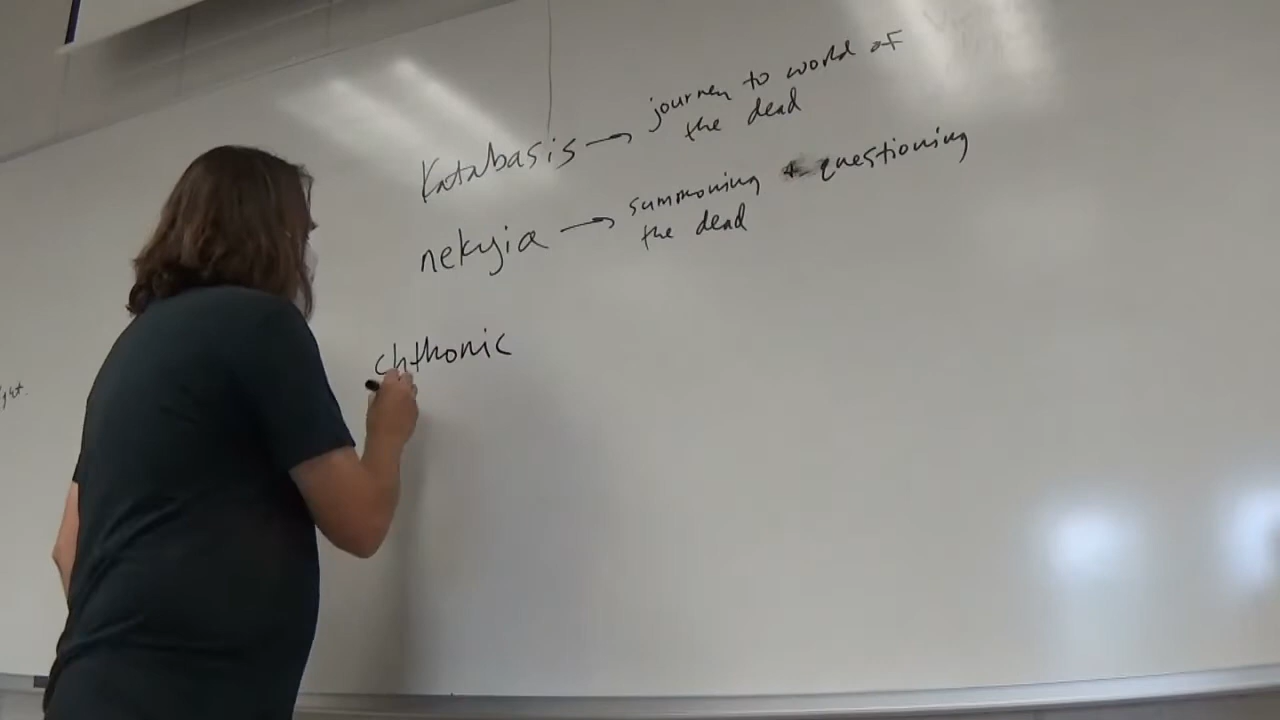 Katabasis → journey to world of
the dead
nekyia → summoning + questioning
the dead
chthonic